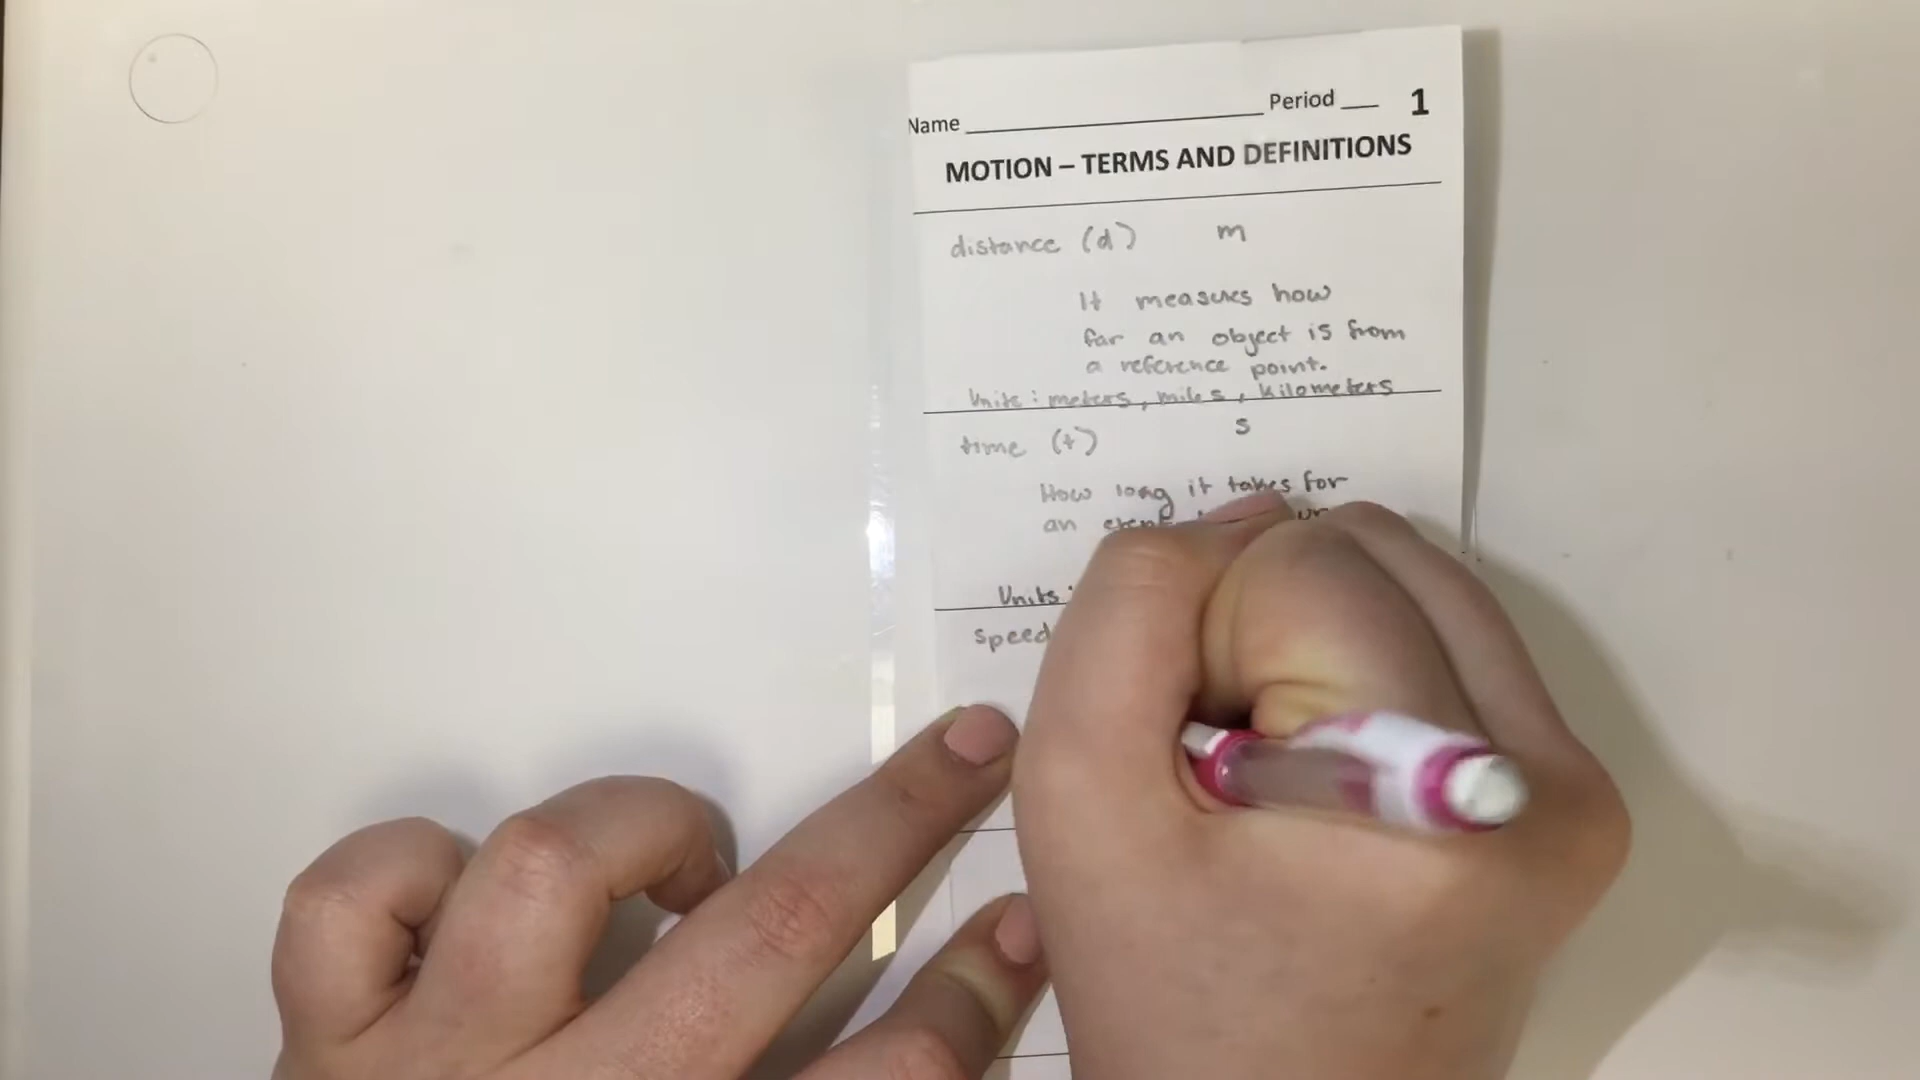 Name Period 1
MOTION – TERMS AND DEFINITIONS
distance (d) m
It measures how
far an object is from
a reference point.
Units: meters, miles, kilometers
time (t) s
How long it takes for
an event
Units:
speed